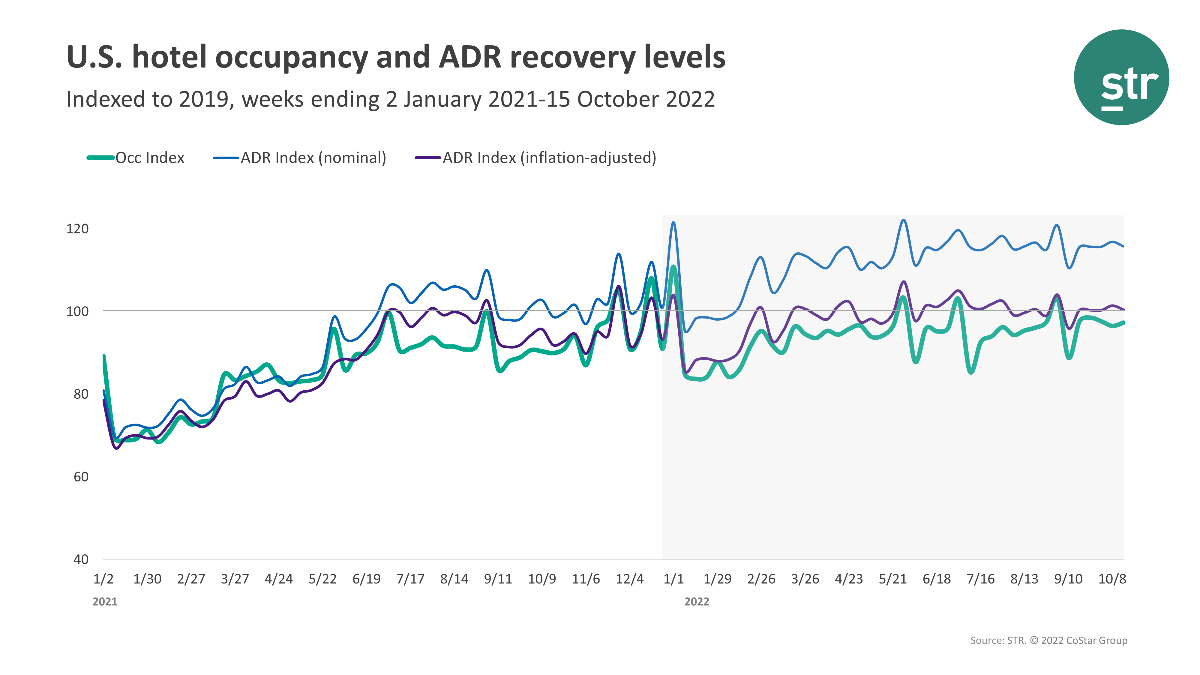 U.S. hotel occupancy and ADR recovery levels
Indexed to 2019, weeks ending 2 January 2021-15 October 2022
str
Occ Index ADR Index (nominal) ADR Index (inflation-adjusted)
120
100
80
60
40
1/2 1/30 2/27 3/27 4/24 5/22 6/19 7/17 8/14 9/11 10/9 11/6 12/4 1/1 1/29 2/26 3/26 4/23 5/21 6/18 7/16 8/13 9/10 10/8
2021 2022
Source: STR. © 2022 CoStar Group